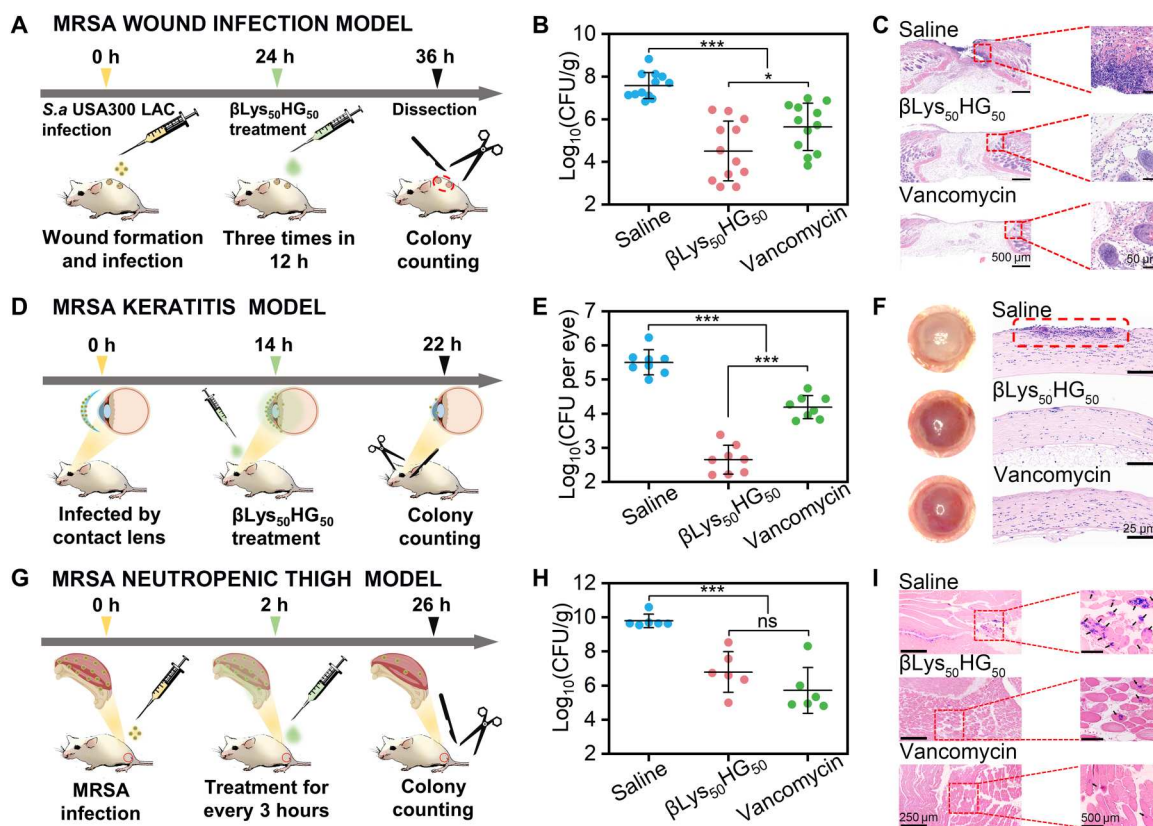 A MRSA WOUND INFECTION MODEL
0 h 24 h 36 h
S.a USA300 LAC infection
βLys₅₀HG₅₀ treatment
Dissection
Wound formation and infection
Three times in 12 h
Colony counting
B
Log₁₀(CFU/g)
10
8
6
4
2
***
*
Saline
βLys₅₀HG₅₀
Vancomycin
C
Saline
βLys₅₀HG₅₀
Vancomycin
500 μm
50 μm
D MRSA KERATITIS MODEL
0 h 14 h 22 h
Infected by contact lens
βLys₅₀HG₅₀ treatment
Colony counting
E
Log₁₀(CFU per eye)
7
6
5
4
3
2
***
***
Saline
βLys₅₀HG₅₀
Vancomycin
F
Saline
βLys₅₀HG₅₀
Vancomycin
25 μm
G MRSA NEUTROPENIC THIGH MODEL
0 h 2 h 26 h
MRSA infection
Treatment for every 3 hours
Colony counting
H
Log₁₀(CFU/g)
12
10
8
6
4
2
***
ns
Saline
βLys₅₀HG₅₀
Vancomycin
I
Saline
βLys₅₀HG₅₀
Vancomycin
250 μm
500 μm